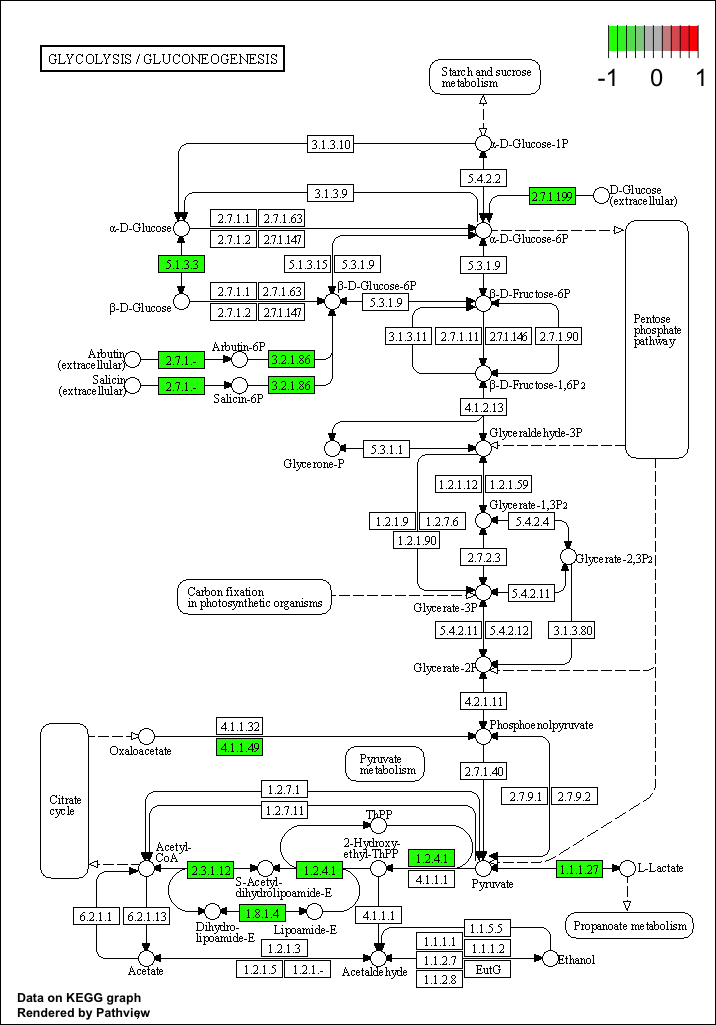 GLYCOLYSIS / GLUCONEOGENESIS
-1 0 1
Starch and sucrose
metabolism
3.1.3.10
α-D-Glucose-1P
5.4.2.2
3.1.3.9
2.7.1.199
D-Glucose
(extracellular)
2.7.1.1 2.7.1.63
α-D-Glucose
2.7.1.2 2.7.1.147
α-D-Glucose-6P
5.1.3.3
5.1.3.15 5.3.1.9
5.3.1.9
β-D-Glucose-6P
2.7.1.1 2.7.1.63
β-D-Fructose-6P
5.3.1.9
β-D-Glucose
2.7.1.2 2.7.1.147
Pentose
phosphate
pathway
3.1.3.11 2.7.1.11 2.7.1.146 2.7.1.90
Arbutin
(extracellular)
2.7.1.-
Arbutin-6P
3.2.1.86
Salicin
(extracellular)
2.7.1.-
Salicin-6P
3.2.1.86
β-D-Fructose-1,6P2
4.1.2.13
Glyceraldehyde-3P
5.3.1.1
Glycerone-P
1.2.1.12 1.2.1.59
Glycerate-1,3P2
1.2.1.9 1.2.7.6
5.4.2.4
1.2.1.90
2.7.2.3
Glycerate-2,3P2
Carbon fixation
in photosynthetic organisms
5.4.2.11
Glycerate-3P
5.4.2.11 5.4.2.12
3.1.3.80
Glycerate-2P
4.2.1.11
4.1.1.32
Phosphoenolpyruvate
Oxaloacetate
4.1.1.49
Pyruvate
metabolism
2.7.1.40
Citrate
cycle
1.2.7.1
2.7.9.1 2.7.9.2
1.2.7.11
ThPP
Acetyl-
CoA
2-Hydroxy-
ethyl-ThPP
2.3.1.12
1.2.4.1
1.2.4.1
1.1.1.27
L-Lactate
S-Acetyl-
dihydrolipoamide-E
4.1.1.1
Pyruvate
6.2.1.1 6.2.1.13
1.8.1.4
4.1.1.1
Dihydro-
lipoamide-E
Lipoamide-E
Propanoate metabolism
1.1.5.5
1.2.1.3
1.1.1.1 1.1.1.2
1.1.2.7
Ethanol
Acetate
1.2.1.5 1.2.1.-
Acetaldehyde
EutG
1.1.2.8
Data on KEGG graph
Rendered by Pathview